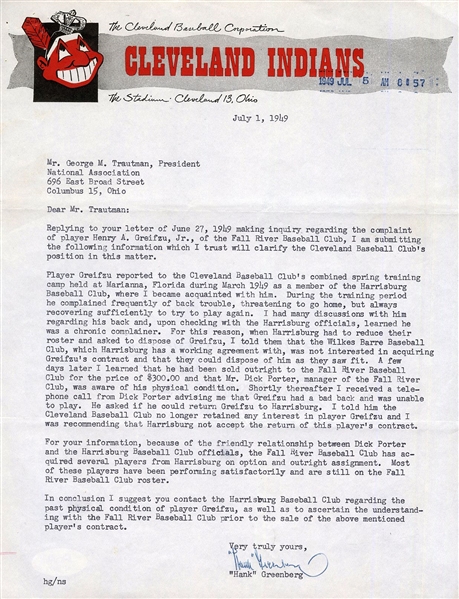 The Cleveland Baseball Corporation
CLEVELAND INDIANS
1949 JUL 5 AM 8:57
The Stadium · Cleveland 13, Ohio
July 1, 1949
Mr. George M. Trautman, President
National Association
696 East Broad Street
Columbus 15, Ohio
Dear Mr. Trautman:
Replying to your letter of June 27, 1949 making inquiry regarding the complaint
of player Henry A. Greifzu, Jr., of the Fall River Baseball Club, I am submitting
the following information which I trust will clarify the Cleveland Baseball Club's
position in this matter.
Player Greifzu reported to the Cleveland Baseball Club's combined spring training
camp held at Marianna, Florida during March 1949 as a member of the Harrisburg
Baseball Club, where I became acquainted with him. During the training period
he complained frequently of back trouble, threatening to go home, but always
recovering sufficiently to try to play again. I had many discussions with him
regarding his back and, upon checking with the Harrisburg officials, learned he
was a chronic complainer. For this reason, when Harrisburg had to reduce their
roster and asked to dispose of Greifzu, I told them that the Wilkes Barre Baseball
Club, which Harrisburg has a working agreement with, was not interested in acquiring
Greifzu's contract and that they could dispose of him as they saw fit. A few
days later I learned that he had been sold outright to the Fall River Baseball
Club for the price of $300.00 and that Mr. Dick Porter, manager of the Fall River
Club, was aware of his physical condition. Shortly thereafter I received a tele-
phone call from Dick Porter advising me that Greifzu had a bad back and was unable
to play. He asked if he could return Greifzu to Harrisburg. I told him the
Cleveland Baseball Club no longer retained any interest in player Greifzu and I
was recommending that Harrisburg not accept the return of this player's contract.
For your information, because of the friendly relationship between Dick Porter
and the Harrisburg Baseball Club officials, the Fall River Baseball Club has ac-
quired several players from Harrisburg on option and outright assignment. Most
of these players have been performing satisfactorily and are still on the Fall
River Baseball Club roster.
In conclusion I suggest you contact the Harrisburg Baseball Club regarding the
past physical condition of player Greifzu, as well as to ascertain the understand-
ing with the Fall River Baseball Club prior to the sale of the above mentioned
player's contract.
Very truly yours,
"Hank" Greenberg
"Hank" Greenberg
hg/ns